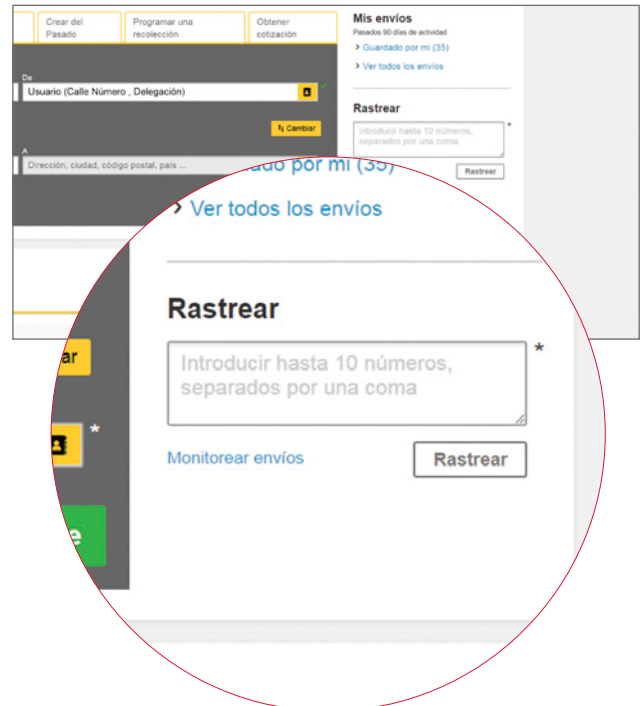 Crear del
Pasado
Programar una
recolección
Obtener
cotización
De
Usuario (Calle Número , Delegación)
Cambiar
A
Dirección, ciudad, código postal, país ...
Mis envíos
Pasados 90 días de actividad
> Guardado por mi (35)
> Ver todos los envíos
Rastrear
Introducir hasta 10 números,
separados por una coma
*
Rastrear
por mi (35)
> Ver todos los envíos
Rastrear
Introducir hasta 10 números,
separados por una coma
*
Monitorear envíos
Rastrear
ar
*
e